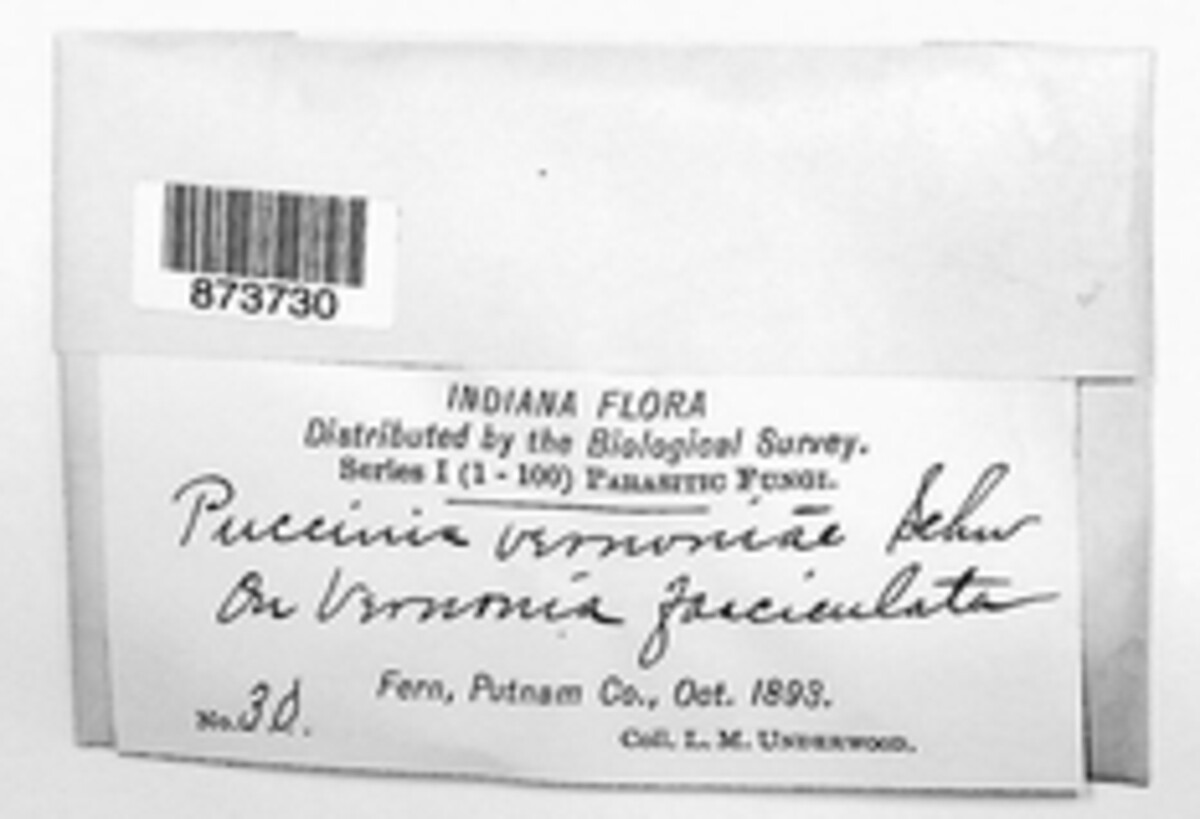 873730
INDIANA FLORA
Distributed by the Biological Survey.
Series I (1 - 100) PARASITIC FUNGI.
Puccinia vernoniae Schw
On Vernonia fasciculata
Fern, Putnam Co., Oct. 1893.
No. 30.
Coll. L. M. UNDERWOOD.